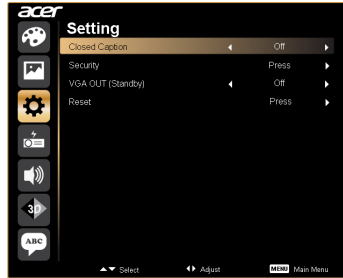 acer
Setting
Closed Caption Off
Security Press
VGA OUT (Standby) Off
Reset Press
3D
ABC
Select Adjust MENU Main Menu